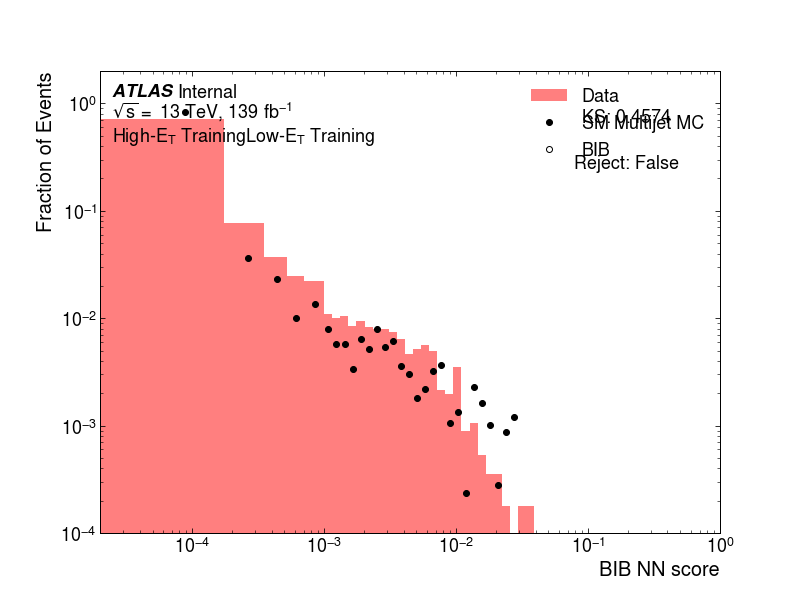 ATLAS Internal
√s = 13 TeV, 139 fb⁻¹
High-E_T TrainingLow-E_T Training
Data
KS: 0.4574
SM Multijet MC
BIB
Reject: False
Fraction of Events
10⁰
10⁻¹
10⁻²
10⁻³
10⁻⁴
10⁻⁴ 10⁻³ 10⁻² 10⁻¹ 10⁰
BIB NN score